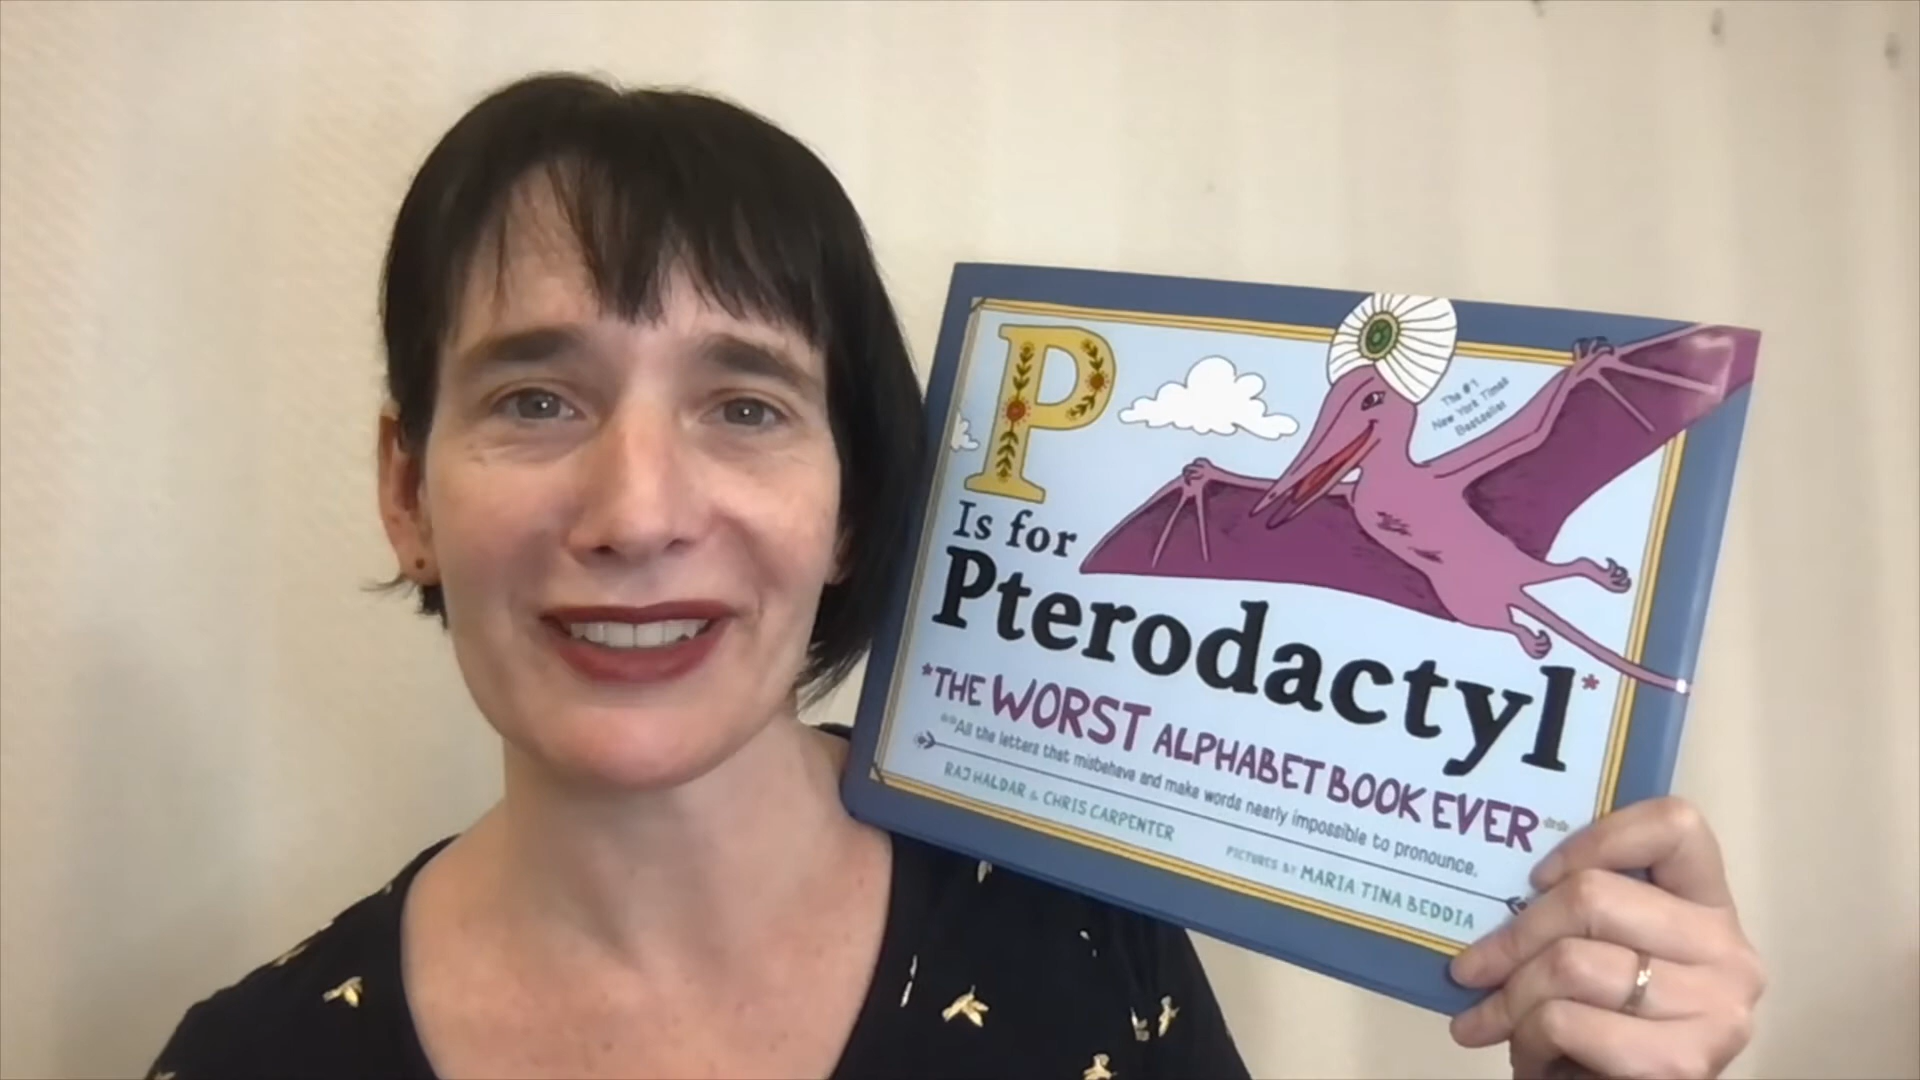 P
Is for
Pterodactyl*
The #1
New York Times
Bestseller
*THE WORST ALPHABET BOOK EVER**
**All the letters that misbehave and make words nearly impossible to pronounce.
RAJ HALDAR & CHRIS CARPENTER
PICTURES BY MARIA TINA BEDDIA